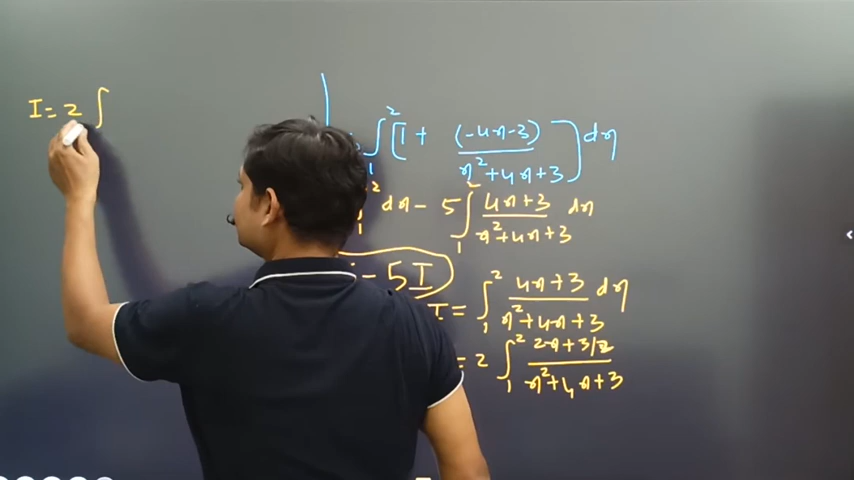 I = 2 ∫
∫₁² [1 + (-4x-3)/(x²+4x+3)] dx
² dx - 5 ∫₁² (4x+3)/(x²+4x+3) dx
- 5I
I = ∫₁² (4x+3)/(x²+4x+3) dx
= 2 ∫₁² (2x+3/2)/(x²+4x+3)